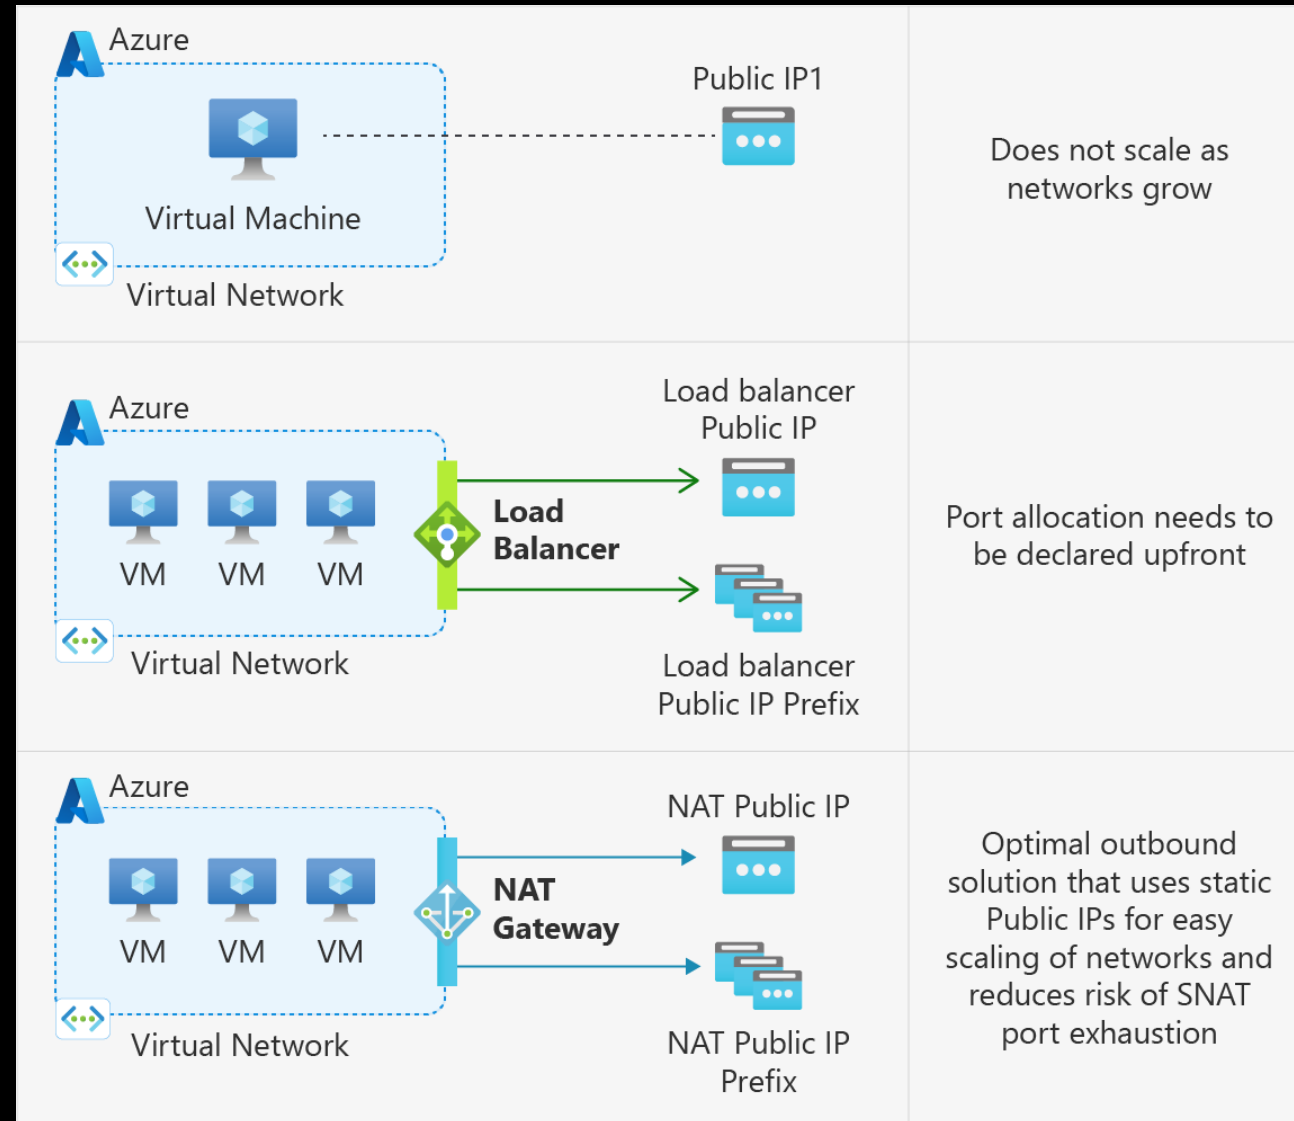 Azure
Public IP1
Virtual Machine
Virtual Network
Does not scale as
networks grow
Azure
Load balancer
Public IP
Load
Balancer
VM
VM
VM
Virtual Network
Load balancer
Public IP Prefix
Port allocation needs to
be declared upfront
Azure
NAT Public IP
NAT
Gateway
VM
VM
VM
Virtual Network
NAT Public IP
Prefix
Optimal outbound
solution that uses static
Public IPs for easy
scaling of networks and
reduces risk of SNAT
port exhaustion